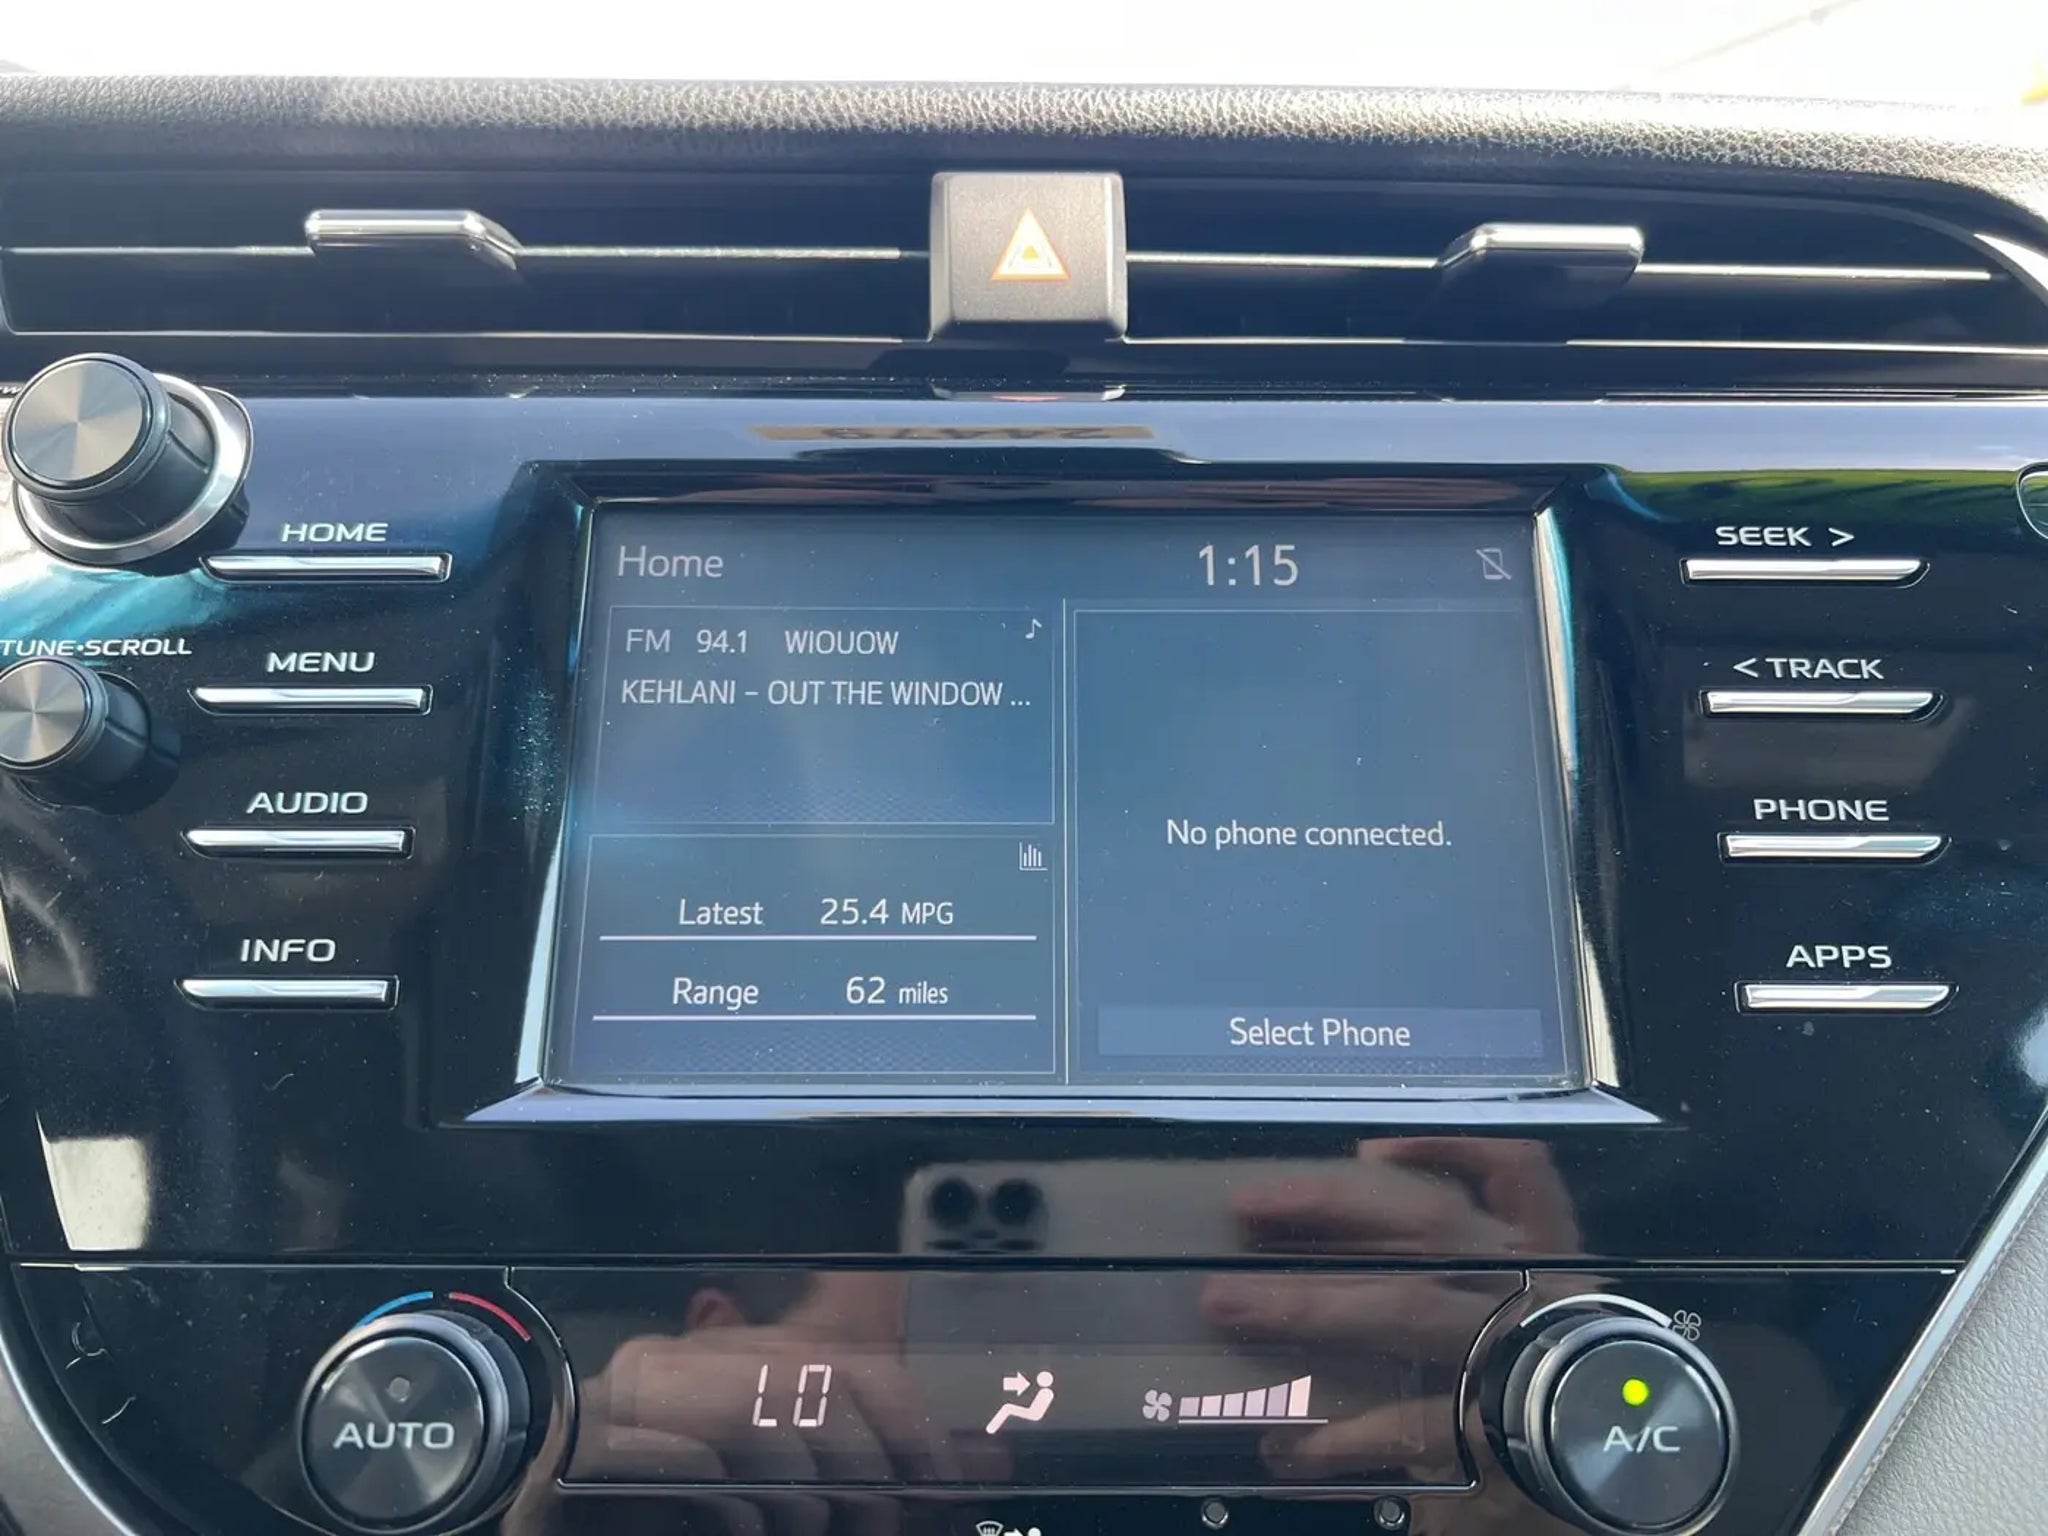 HOME
MENU
AUDIO
INFO
TUNE•SCROLL
Home 1:15
FM 94.1 WIOUOW
KEHLANI - OUT THE WINDOW ...
Latest 25.4 MPG
Range 62 miles
No phone connected.
Select Phone
SEEK >
< TRACK
PHONE
APPS
AUTO
LO
A/C